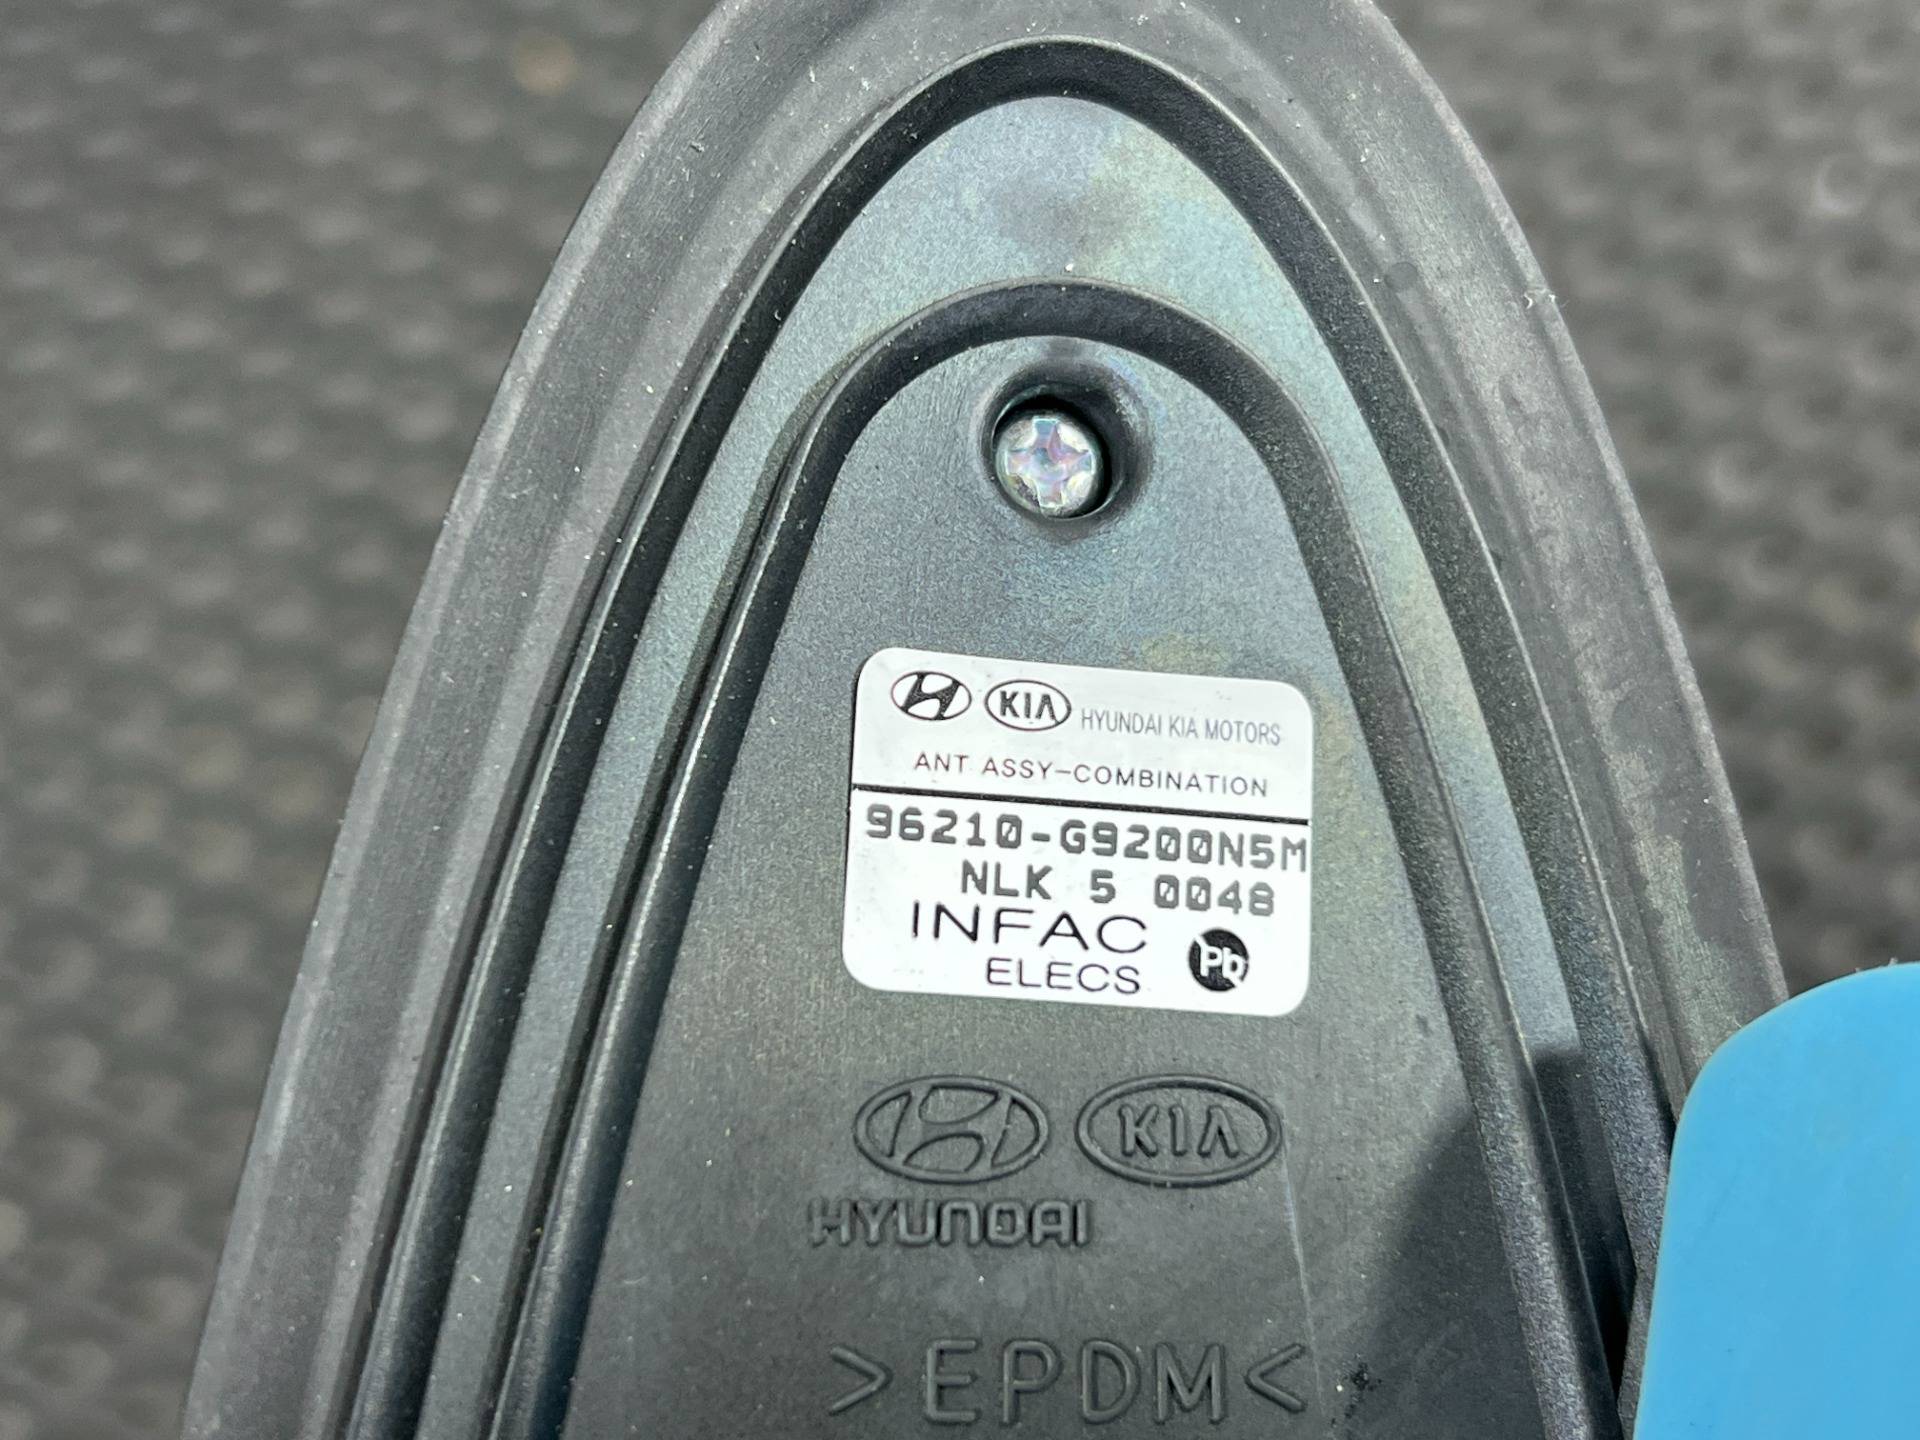 KIA HYUNDAI KIA MOTORS
ANT ASSY-COMBINATION
96210-G9200N5M
NLK 5 0048
INFAC
ELECS
Pb
KIA
HYUNDAI
>EPDM<